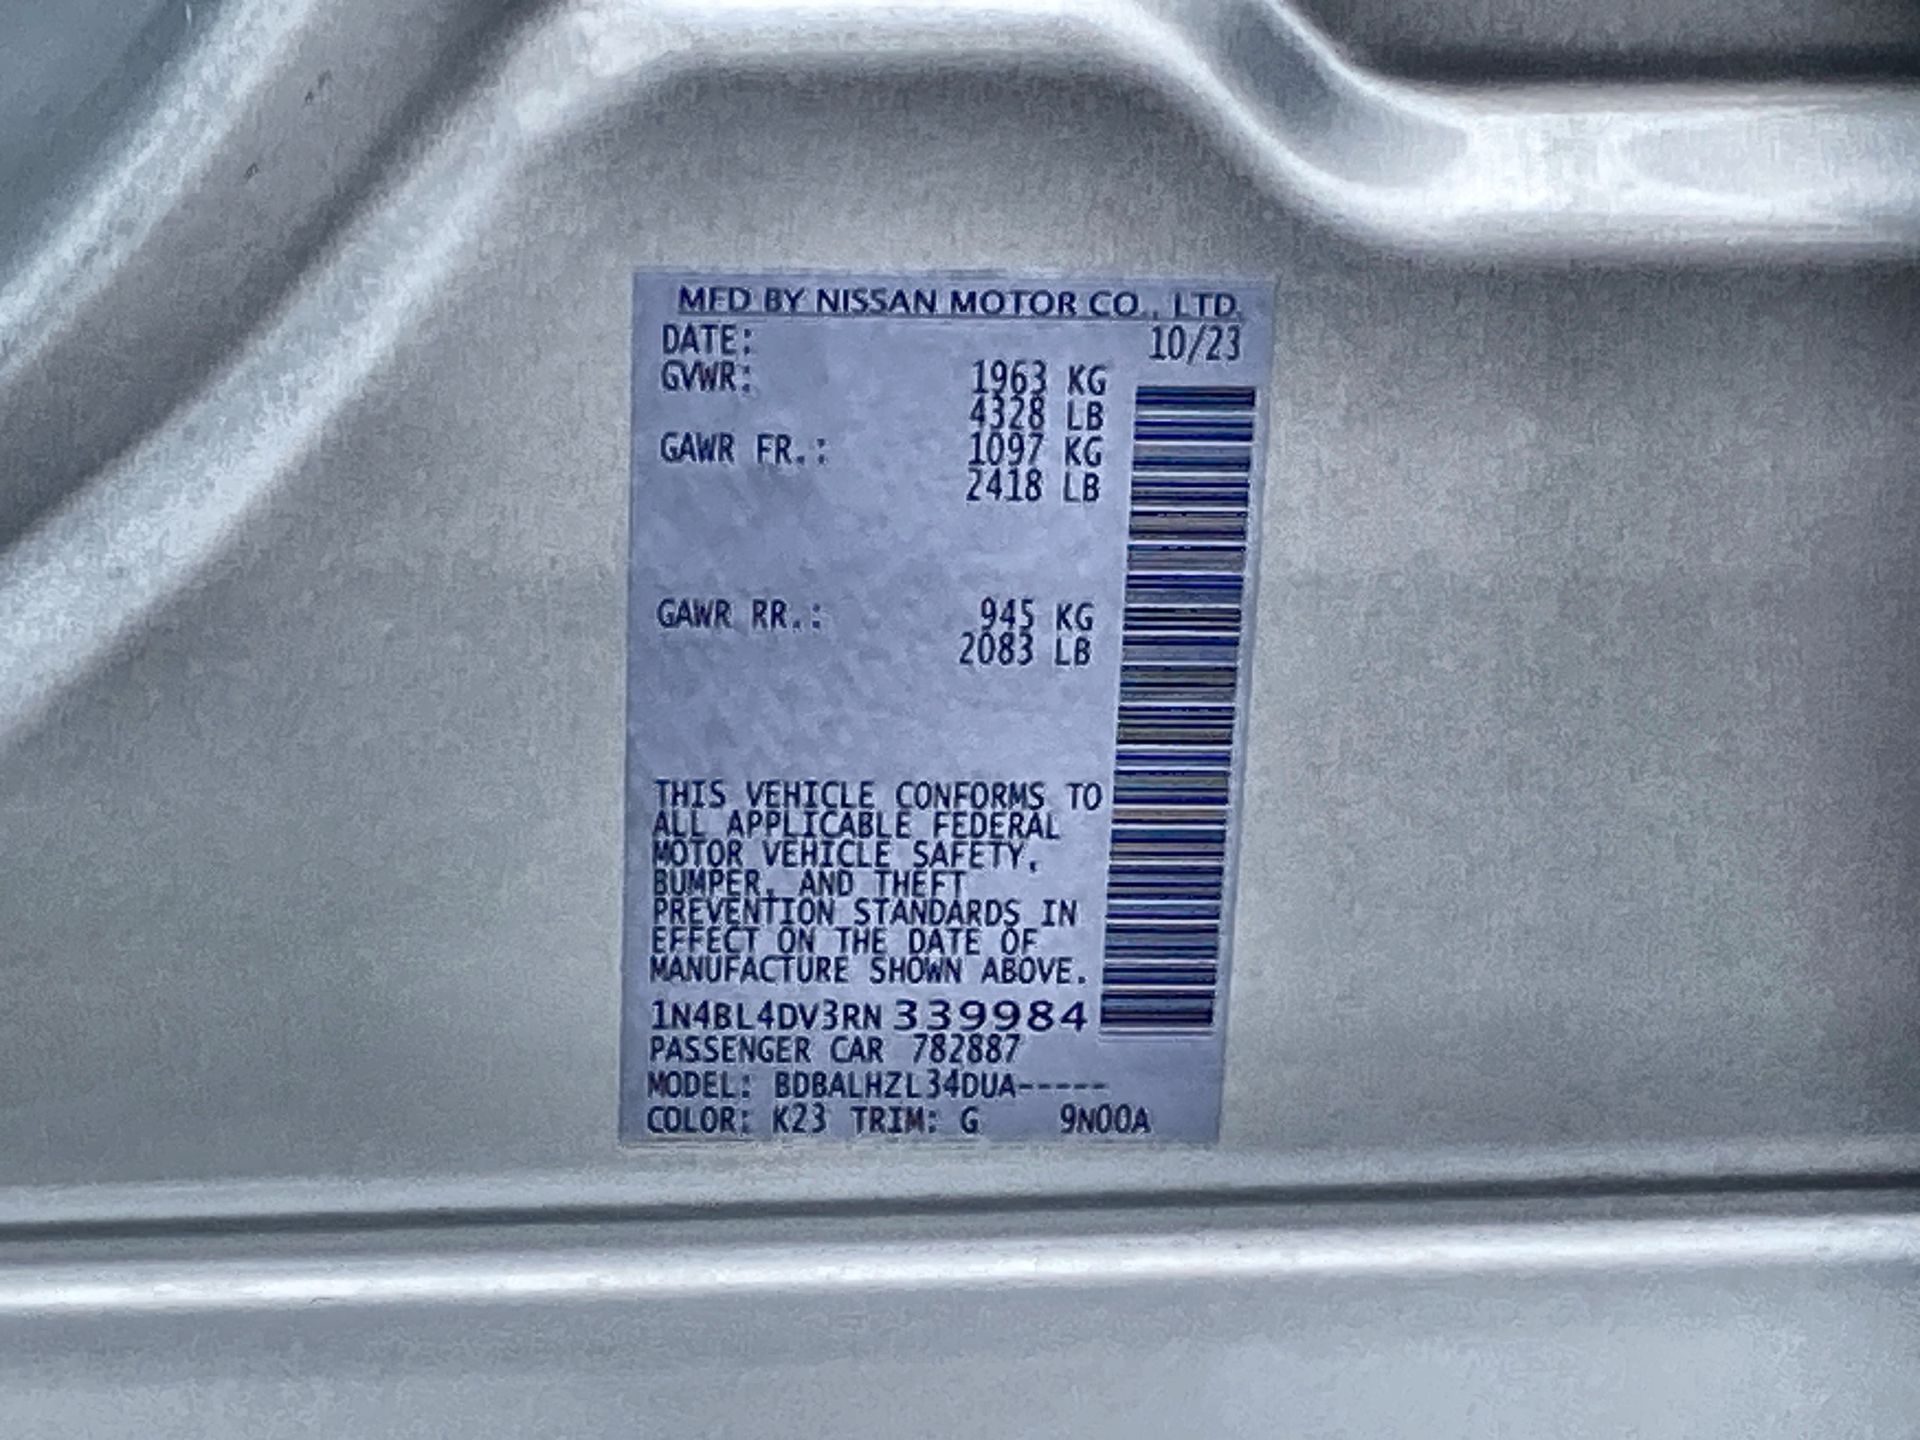 MFD BY NISSAN MOTOR CO., LTD.
DATE: 10/23
GVWR: 1963 KG
4328 LB
GAWR FR.: 1097 KG
2418 LB
GAWR RR.: 945 KG
2083 LB
THIS VEHICLE CONFORMS TO
ALL APPLICABLE FEDERAL
MOTOR VEHICLE SAFETY,
BUMPER, AND THEFT
PREVENTION STANDARDS IN
EFFECT ON THE DATE OF
MANUFACTURE SHOWN ABOVE.
1N4BL4DV3RN339984
PASSENGER CAR 782887
MODEL: BDBALHZL34DUA-----
COLOR: K23 TRIM: G 9N00A